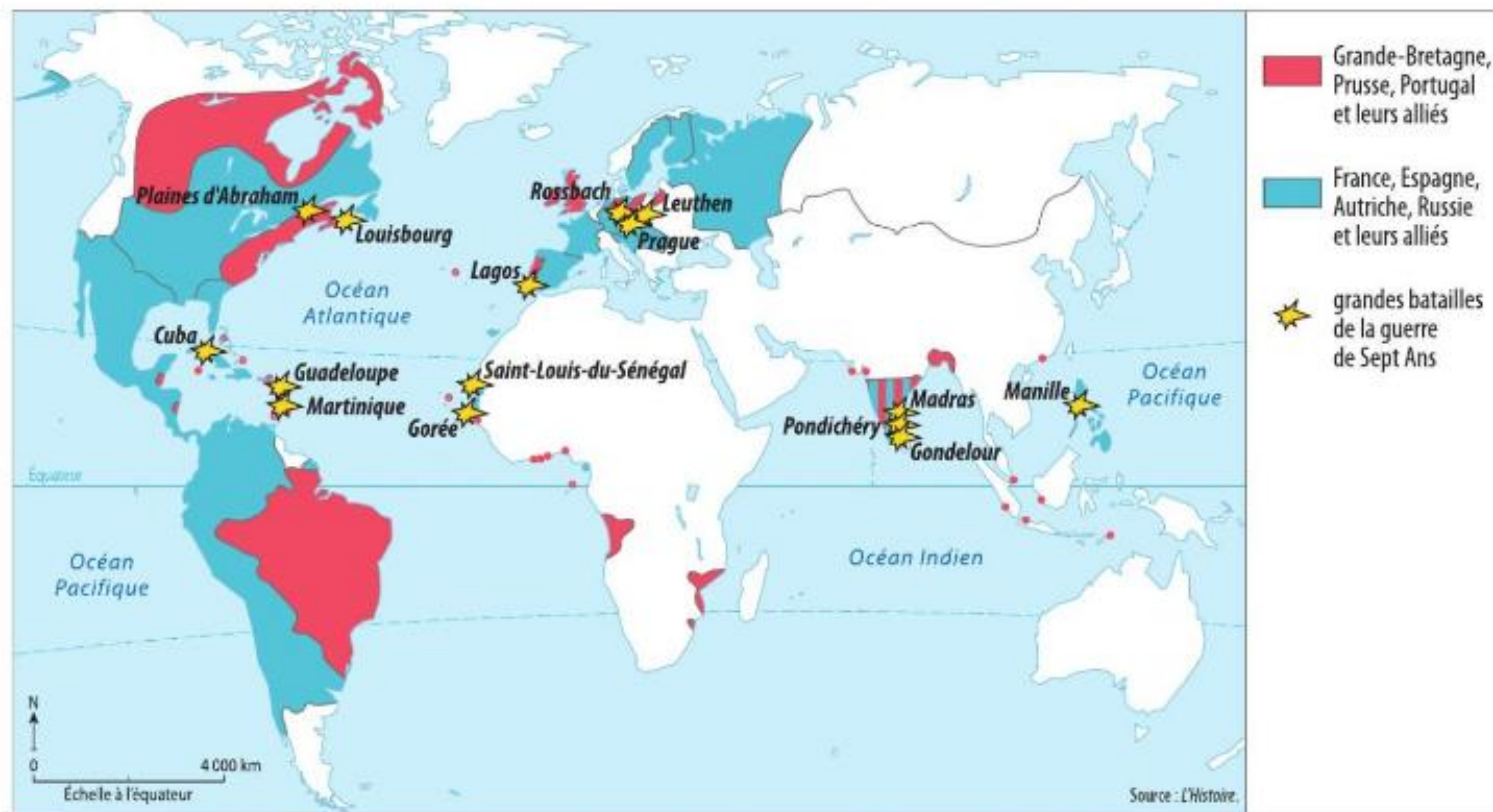 Plaines d'Abraham
Louisbourg
Rossbach
Leuthen
Prague
Lagos
Océan
Atlantique
Cuba
Guadeloupe
Martinique
Saint-Louis-du-Sénégal
Gorée
Madras
Pondichéry
Gondelour
Manille
Océan
Pacifique
Équateur
Océan
Pacifique
Océan Indien
N
0
4 000 km
Échelle à l'équateur
Source : L'Histoire.
Grande-Bretagne,
Prusse, Portugal
et leurs alliés
France, Espagne,
Autriche, Russie
et leurs alliés
grandes batailles
de la guerre
de Sept Ans